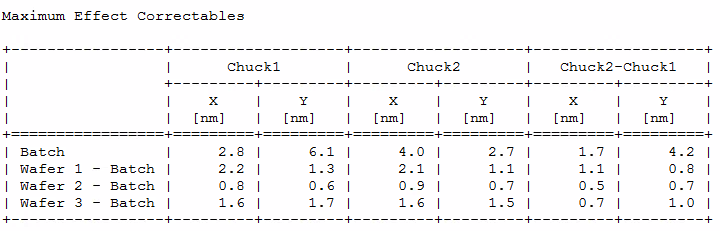 Maximum Effect Correctables
+-----------------+-------------------+-------------------+-------------------+
|                 |      Chuck1       |      Chuck2       |   Chuck2-Chuck1   |
|                 +---------+---------+---------+---------+---------+---------+
|                 |    X    |    Y    |    X    |    Y    |    X    |    Y    |
|                 |  [nm]   |  [nm]   |  [nm]   |  [nm]   |  [nm]   |  [nm]   |
+=================+=========+=========+=========+=========+=========+=========+
| Batch           |     2.8 |     6.1 |     4.0 |     2.7 |     1.7 |     4.2 |
| Wafer 1 - Batch |     2.2 |     1.3 |     2.1 |     1.1 |     1.1 |     0.8 |
| Wafer 2 - Batch |     0.8 |     0.6 |     0.9 |     0.7 |     0.5 |     0.7 |
| Wafer 3 - Batch |     1.6 |     1.7 |     1.6 |     1.5 |     0.7 |     1.0 |
+-----------------+---------+---------+---------+---------+---------+---------+